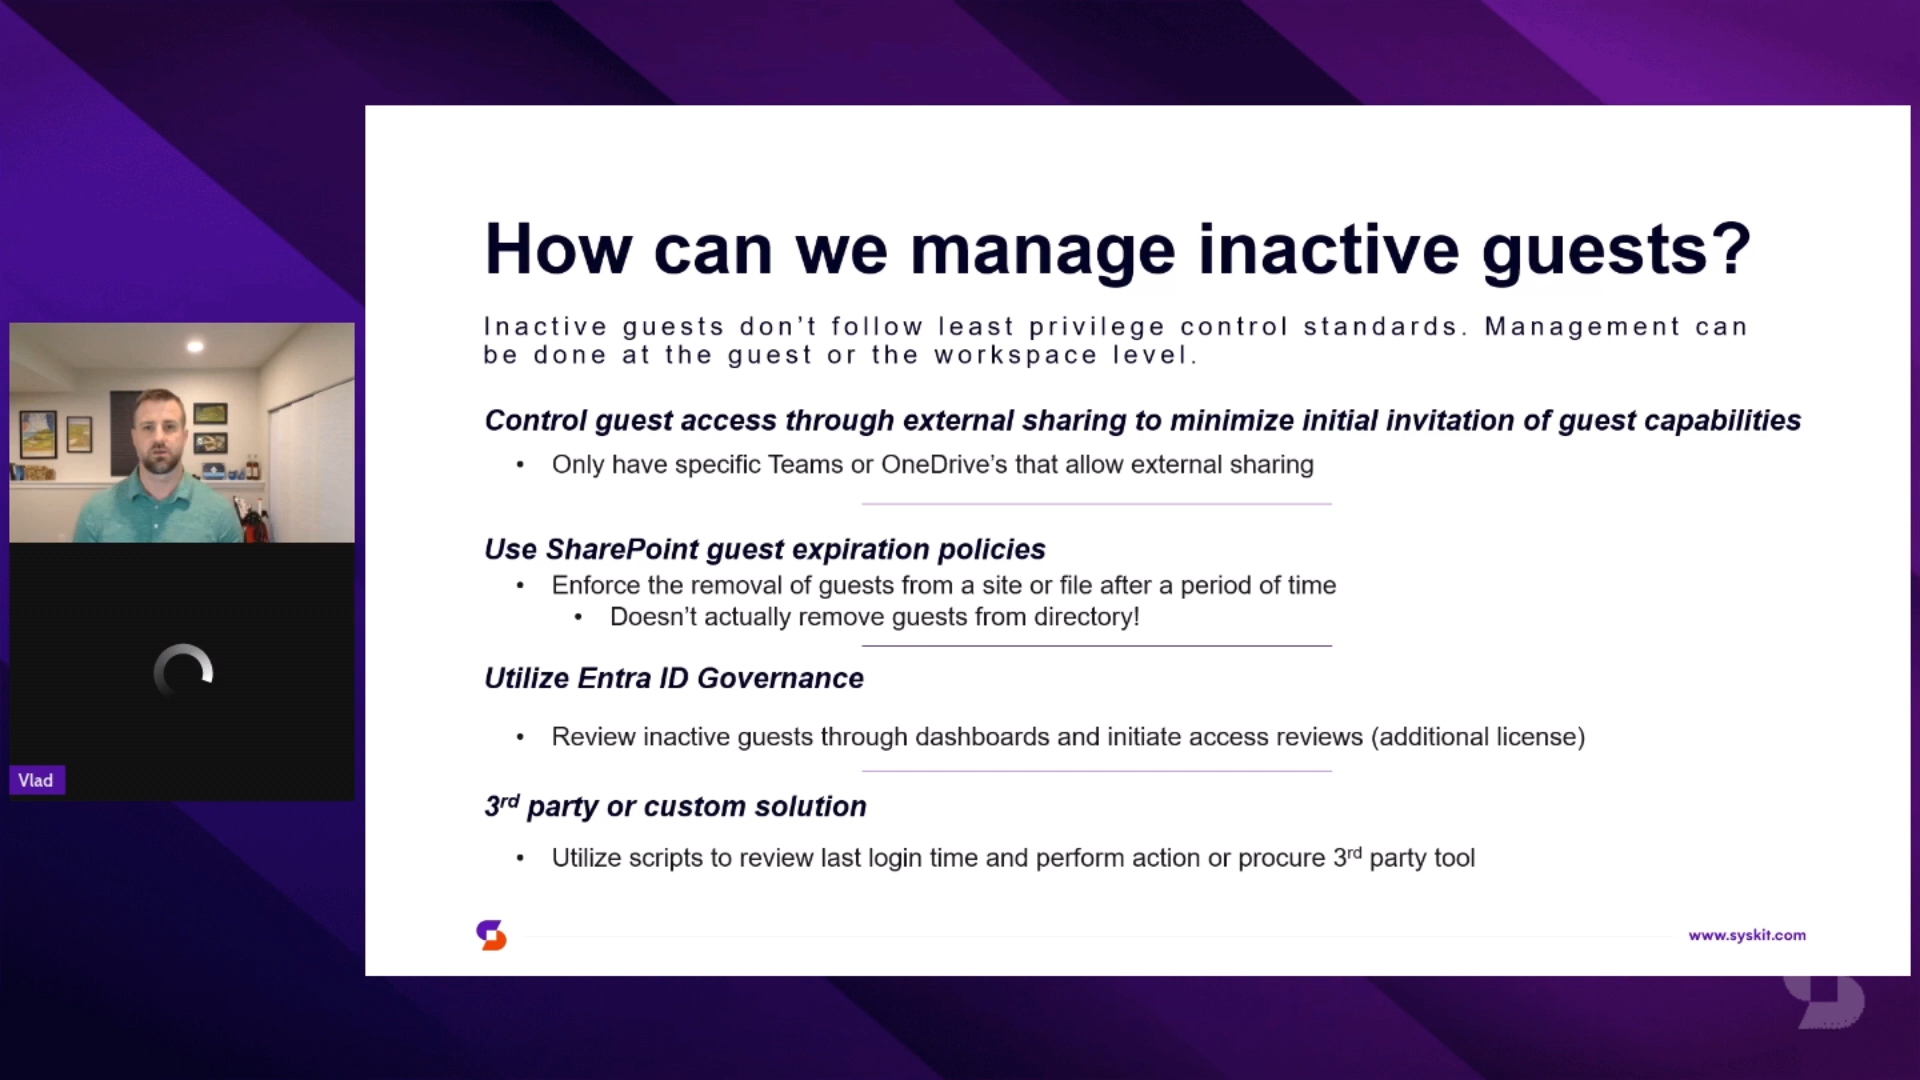 How can we manage inactive guests?
Inactive guests don’t follow least privilege control standards. Management can
be done at the guest or the workspace level.
Control guest access through external sharing to minimize initial invitation of guest capabilities
• Only have specific Teams or OneDrive’s that allow external sharing
Use SharePoint guest expiration policies
• Enforce the removal of guests from a site or file after a period of time
• Doesn’t actually remove guests from directory!
Utilize Entra ID Governance
• Review inactive guests through dashboards and initiate access reviews (additional license)
3rd party or custom solution
• Utilize scripts to review last login time and perform action or procure 3rd party tool
www.syskit.com
Vlad